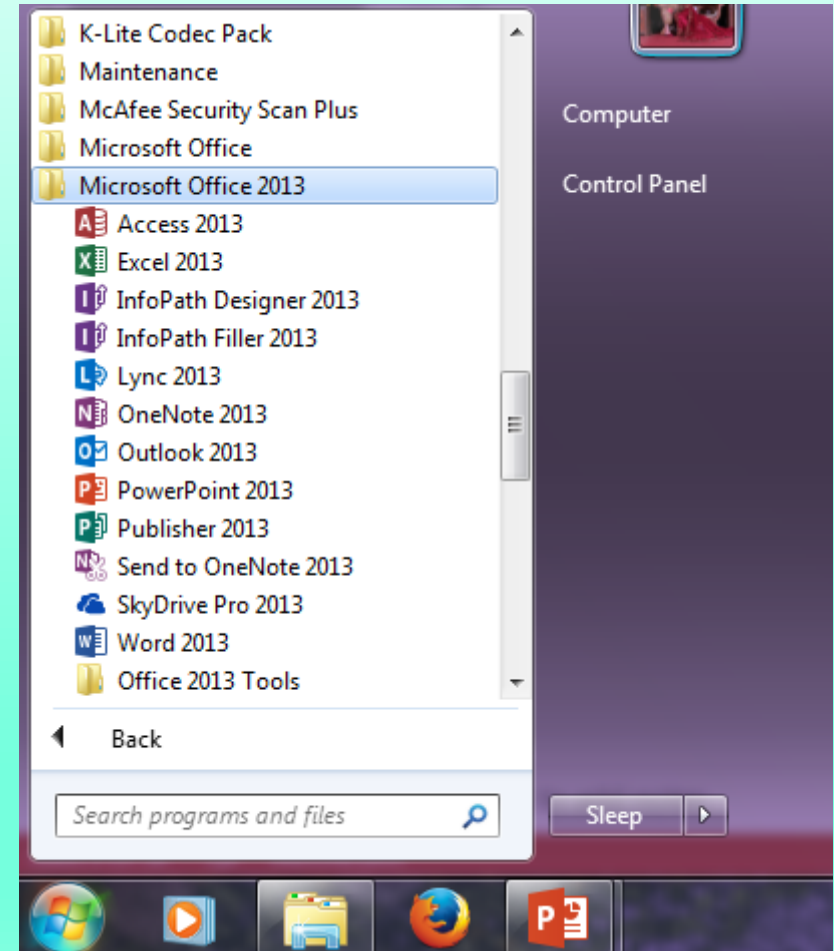 K-Lite Codec Pack
Maintenance
McAfee Security Scan Plus
Microsoft Office
Microsoft Office 2013
Access 2013
Excel 2013
InfoPath Designer 2013
InfoPath Filler 2013
Lync 2013
OneNote 2013
Outlook 2013
PowerPoint 2013
Publisher 2013
Send to OneNote 2013
SkyDrive Pro 2013
Word 2013
Office 2013 Tools
Back
Search programs and files
Computer
Control Panel
Sleep